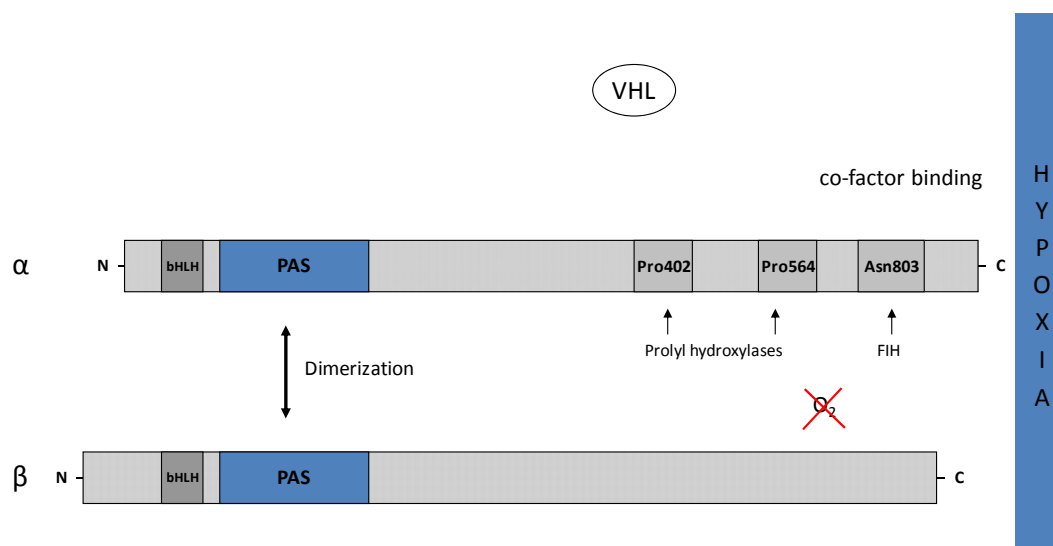 VHL
co-factor binding
α N bHLH PAS Pro402 Pro564 Asn803 C
Prolyl hydroxylases FIH
Dimerization
O2
β N bHLH PAS C
H
Y
P
O
X
I
A